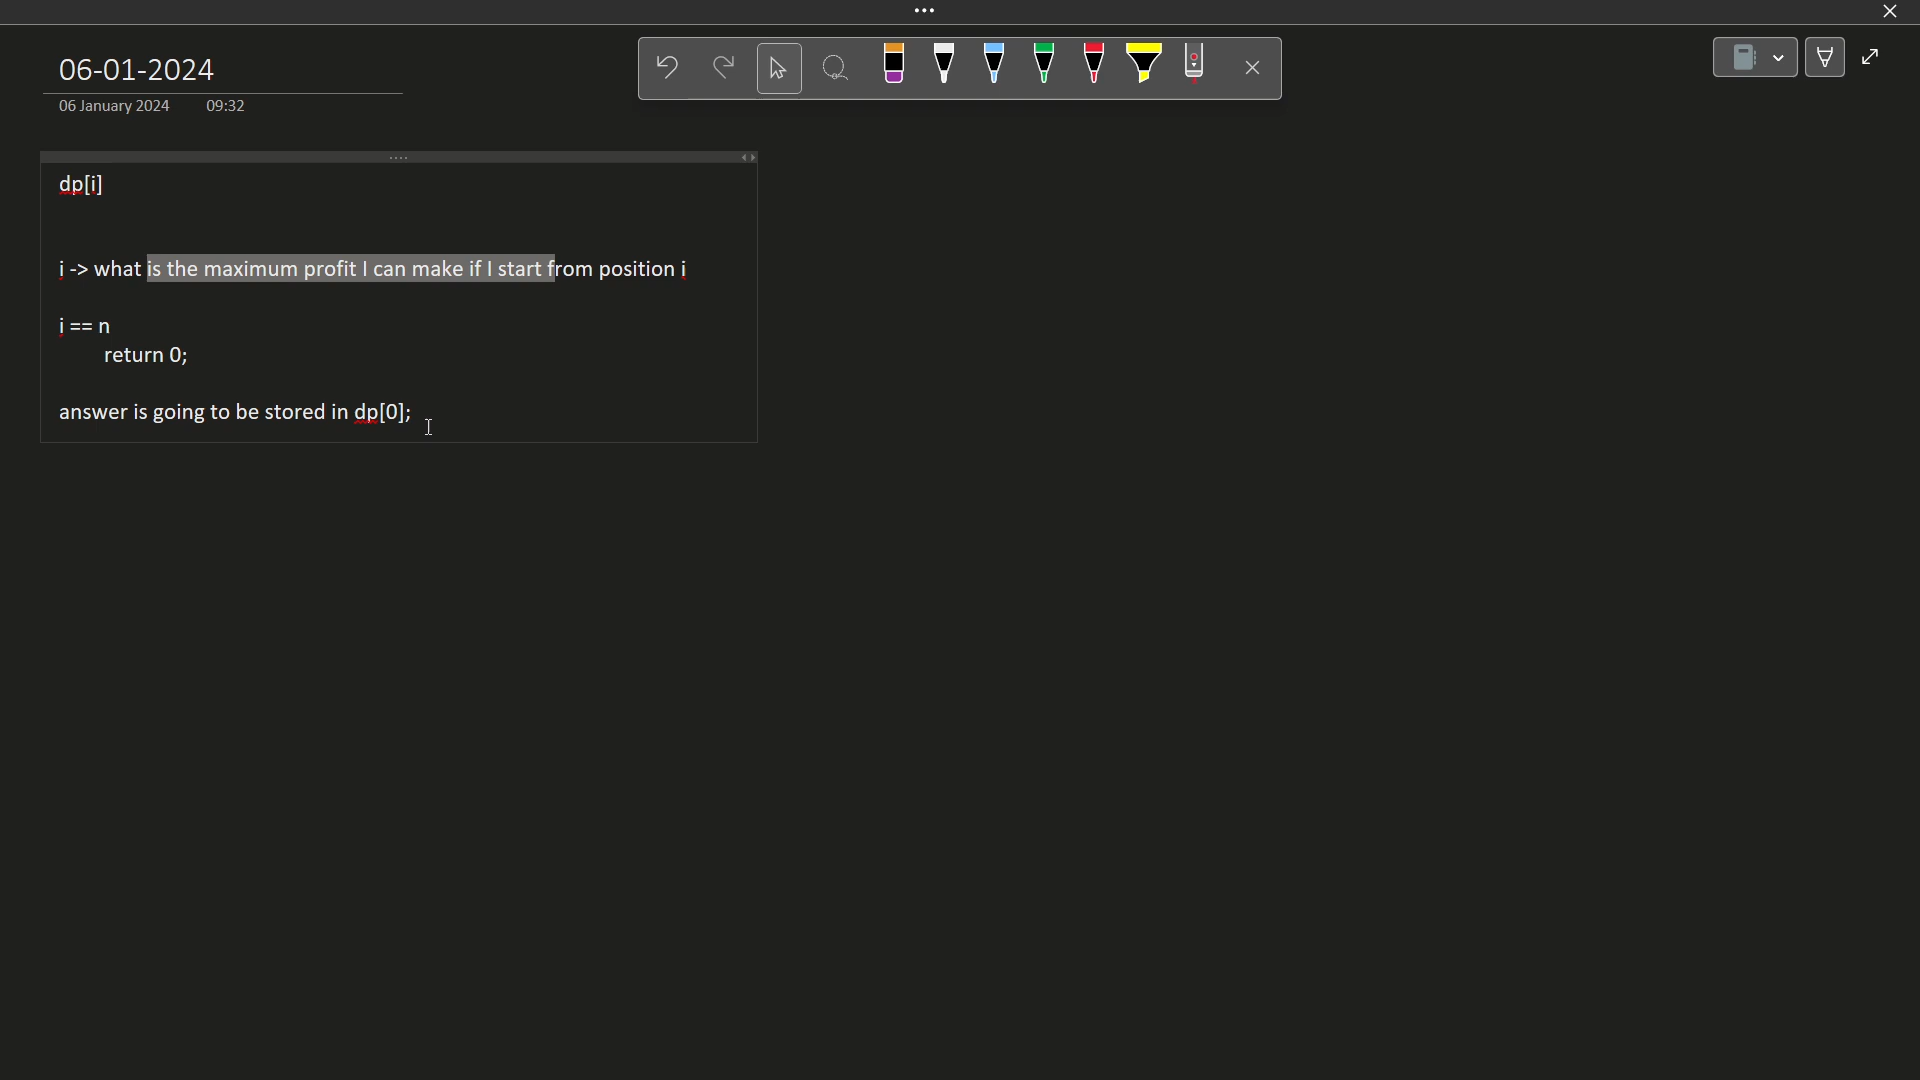 06-01-2024
06 January 2024 09:32
dp[i]
i -> what is the maximum profit I can make if I start from position i
i == n
return 0;
answer is going to be stored in dp[0];